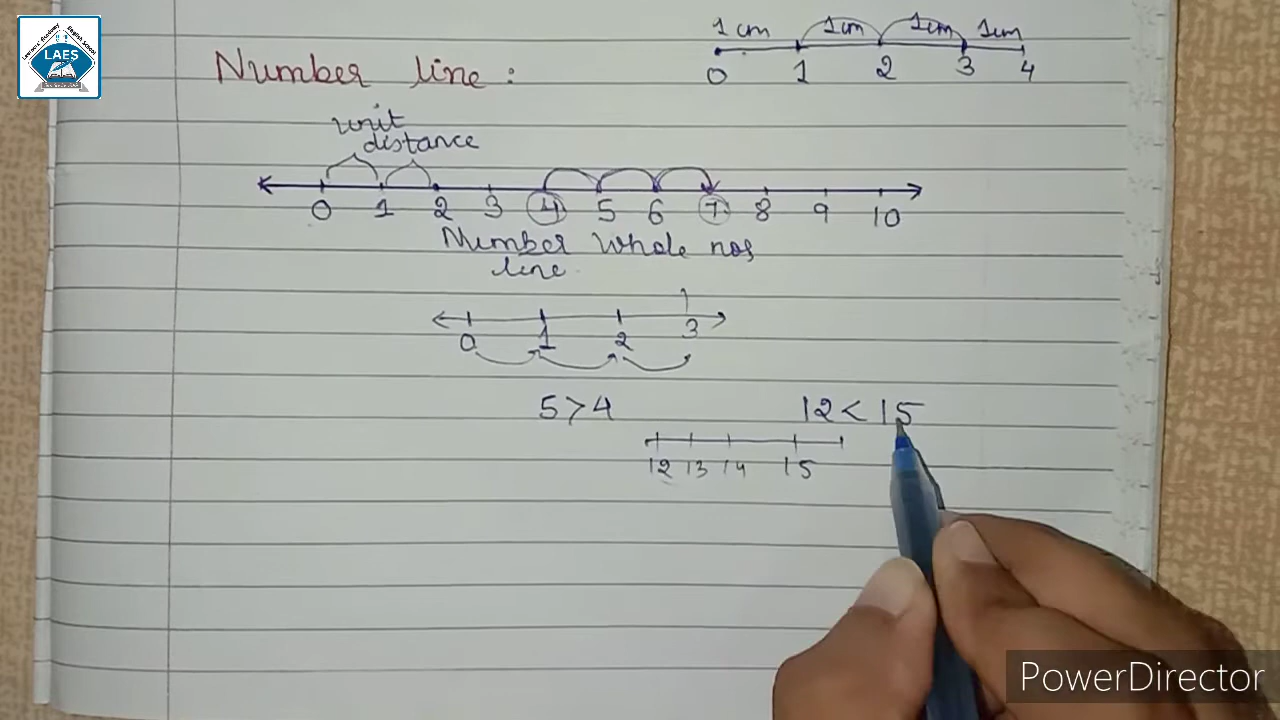 LAES
1 cm 1cm 1cm 1cm
0 1 2 3 4
Number line :
unit
distance
0 1 2 3 4 5 6 7 8 9 10
Number Whole nos
line
0 1 2 3
5 > 4 12 < 15
12 13 14 15
PowerDirector